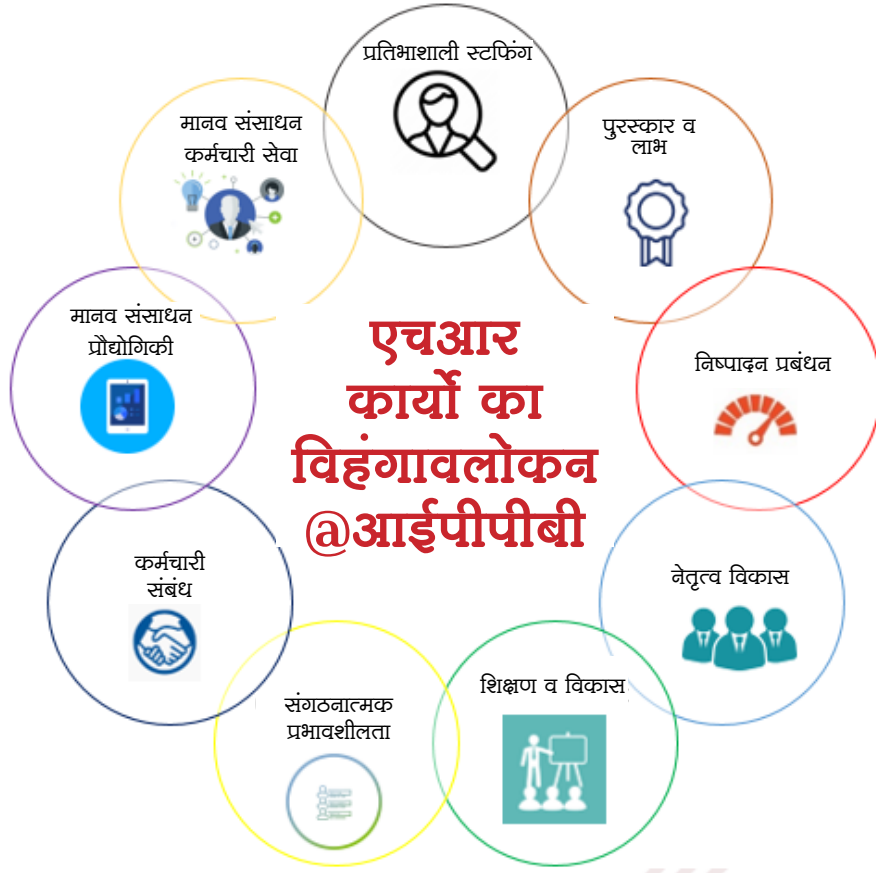 प्रतिभाशाली स्टफिंग
पुरस्कार व
लाभ
निष्पादन प्रबंधन
नेतृत्व विकास
शिक्षण व विकास
संगठनात्मक
प्रभावशीलता
कर्मचारी
संबंध
मानव संसाधन
प्रौद्योगिकी
मानव संसाधन
कर्मचारी सेवा
एचआर
कार्यो का
विहंगावलोकन
@आईपीपीबी